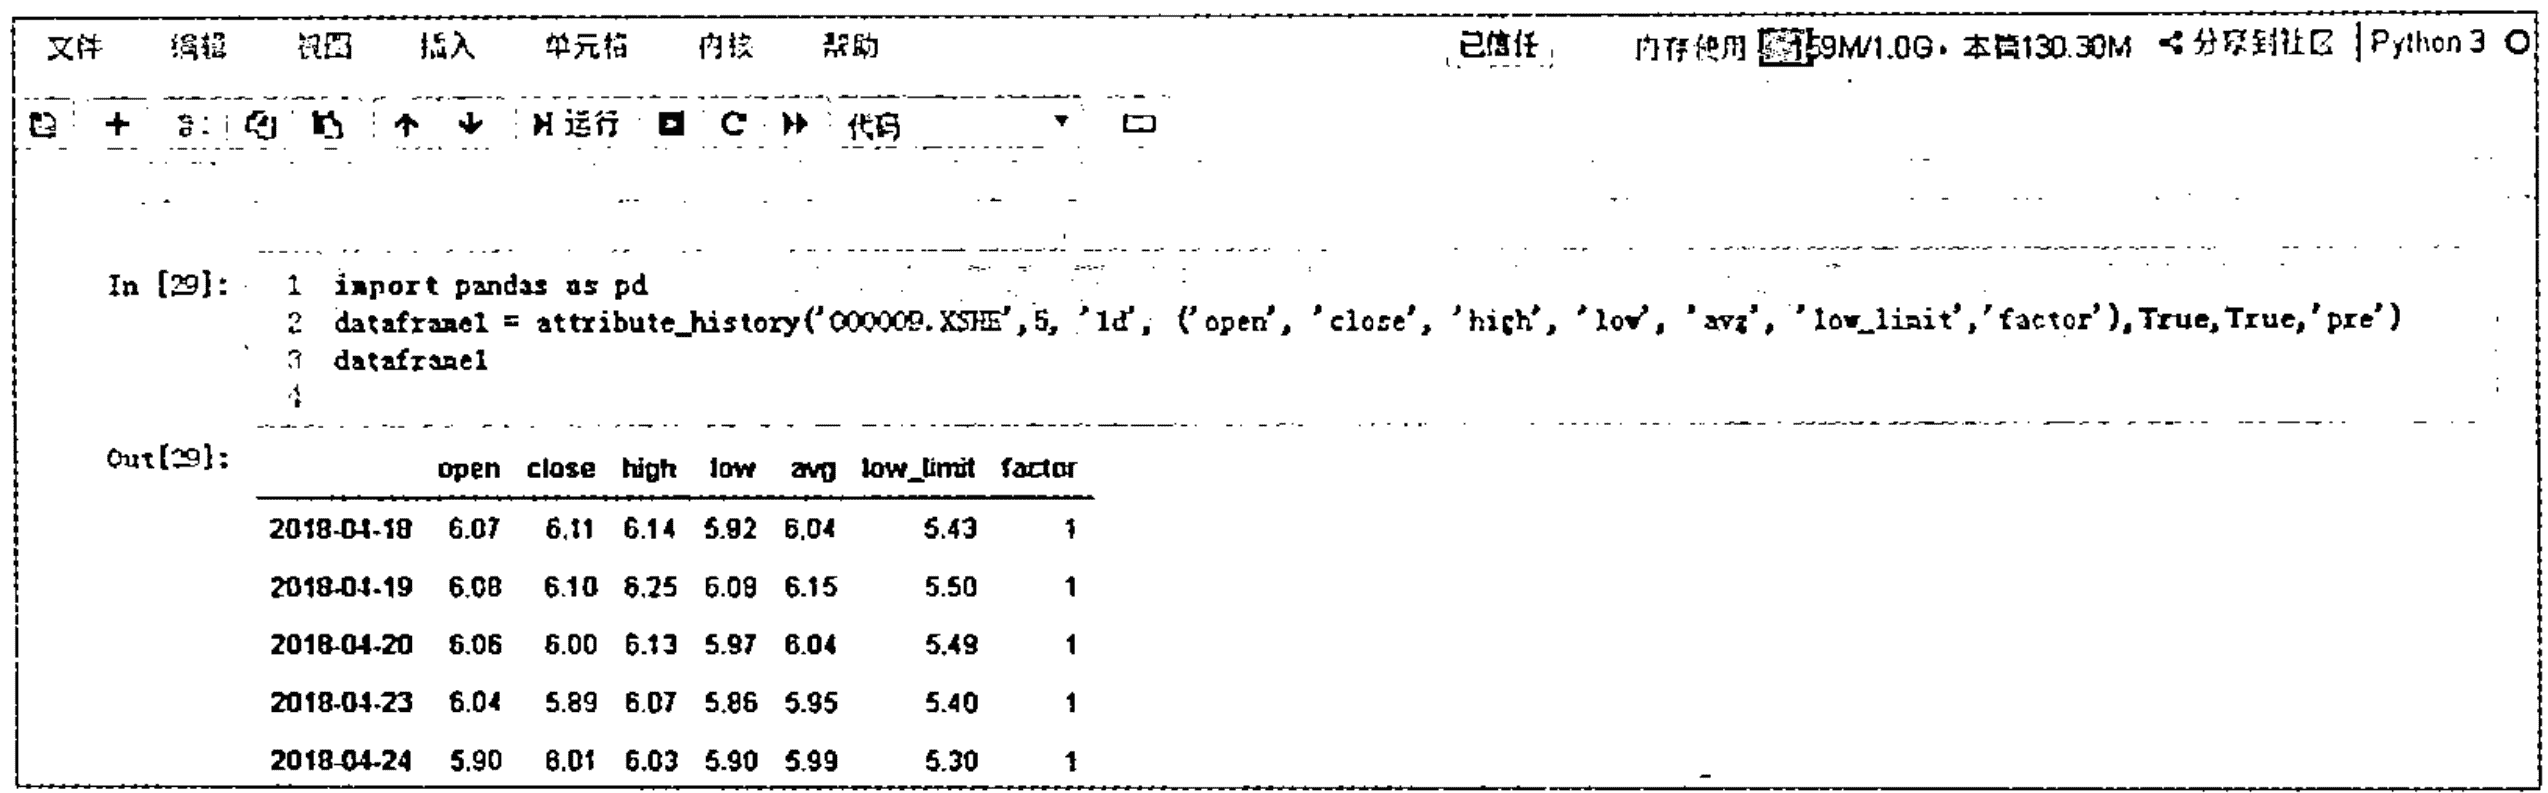 文件 编辑 视图 插入 单元格 内核 帮助 已信任 内存使用 59M/1.0G · 本篇130.30M 分享到社区 Python 3
运行 代码
In [29]:
1 import pandas as pd
2 dataframe1 = attribute_history('000009.XSHE',5, '1d', ('open', 'close', 'high', 'low', 'avg', 'low_limit','factor'),True,True,'pre')
3 dataframe1
4
Out[29]:
open close high low avg low_limit factor
2018-04-18 6.07 6.11 6.14 5.92 6.04 5.43 1
2018-04-19 6.08 6.10 6.25 6.09 6.15 5.50 1
2018-04-20 6.06 6.00 6.13 5.97 6.04 5.49 1
2018-04-23 6.04 5.89 6.07 5.86 5.95 5.40 1
2018-04-24 5.90 6.01 6.03 5.90 5.99 5.30 1